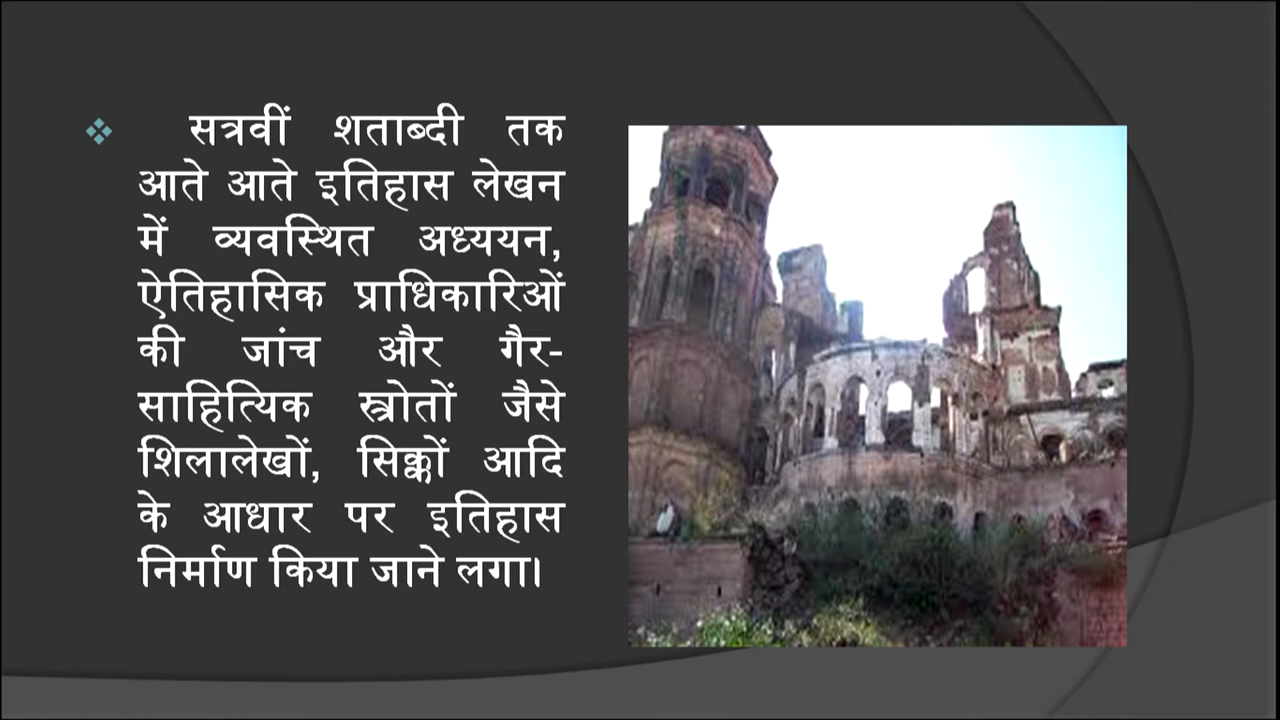 सत्रवीं शताब्दी तक
आते आते इतिहास लेखन
में व्यवस्थित अध्ययन,
ऐतिहासिक प्राधिकारिओं
की जांच और गैर-
साहित्यिक स्त्रोतों जैसे
शिलालेखों, सिक्कों आदि
के आधार पर इतिहास
निर्माण किया जाने लगा।